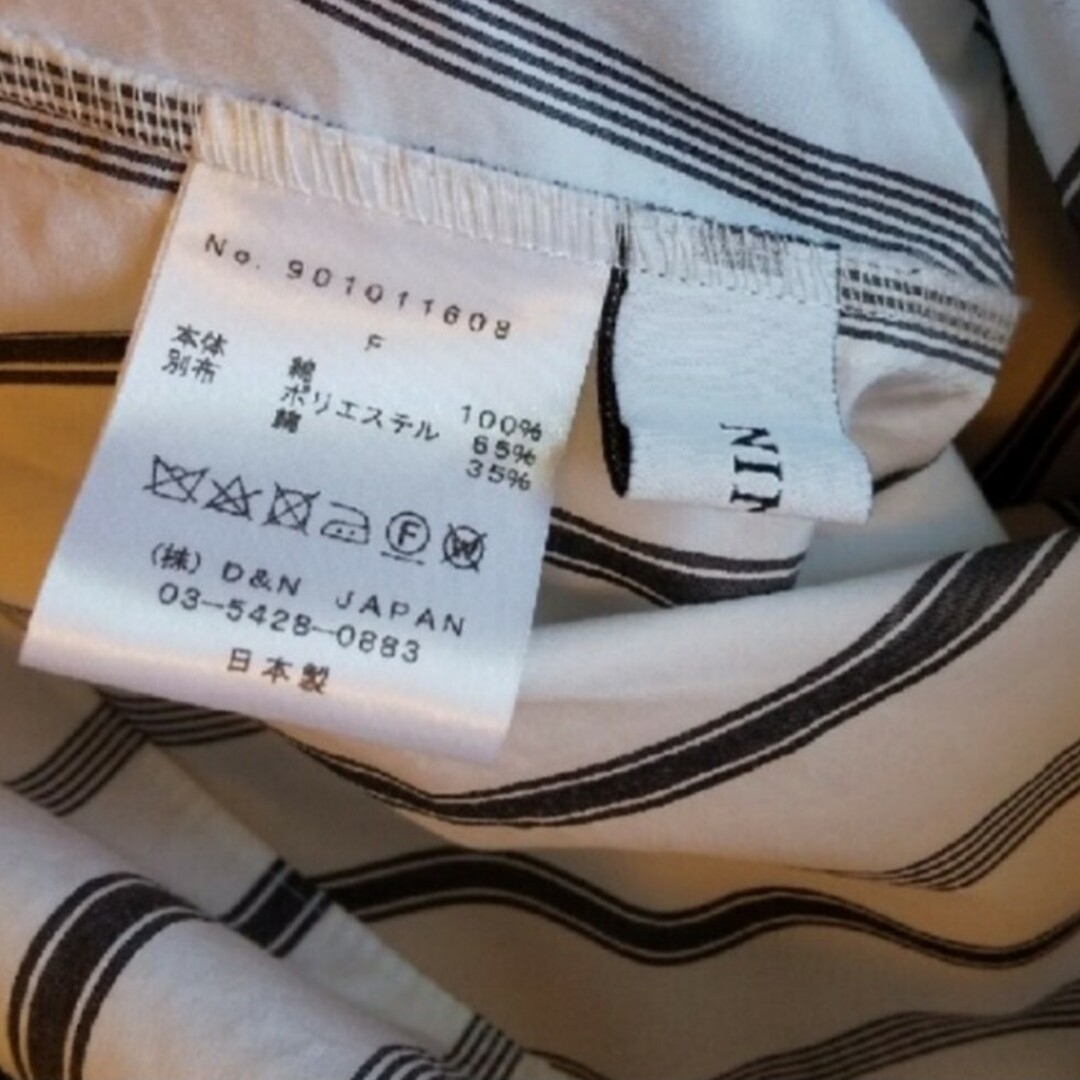 No. 901011608
F
本体 綿 100%
別布 ポリエステル 65%
綿 35%
F
W
(株) D&N JAPAN
03-5428-0883
日本製
NIN